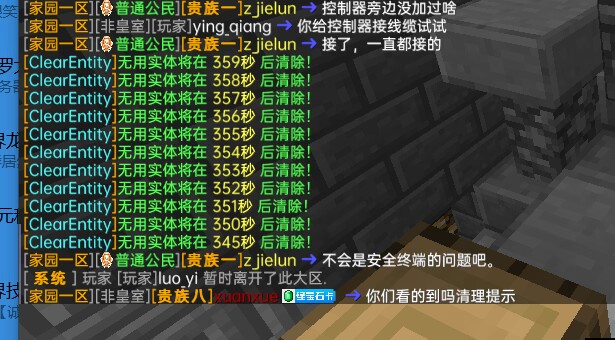 [家园一区][普通公民][贵族一]z_jielun → 控制器旁边没加过啥
[家园一区][非皇室][玩家]ying_qiang → 你给控制器接线缆试试
[家园一区][普通公民][贵族一]z_jielun → 接了，一直都接的
[ClearEntity]无用实体将在 359秒 后清除！
[ClearEntity]无用实体将在 358秒 后清除！
[ClearEntity]无用实体将在 357秒 后清除！
[ClearEntity]无用实体将在 356秒 后清除！
[ClearEntity]无用实体将在 355秒 后清除！
[ClearEntity]无用实体将在 354秒 后清除！
[ClearEntity]无用实体将在 353秒 后清除！
[ClearEntity]无用实体将在 352秒 后清除！
[ClearEntity]无用实体将在 351秒 后清除！
[ClearEntity]无用实体将在 350秒 后清除！
[ClearEntity]无用实体将在 345秒 后清除！
[家园一区][普通公民][贵族一]z_jielun → 不会是安全终端的问题吧。
[ 系统 ] 玩家 [玩家]luo_yi 暂时离开了此大区.
[家园一区][非皇室][贵族八]xuanxue 绿宝石卡 → 你们看的到吗清理提示